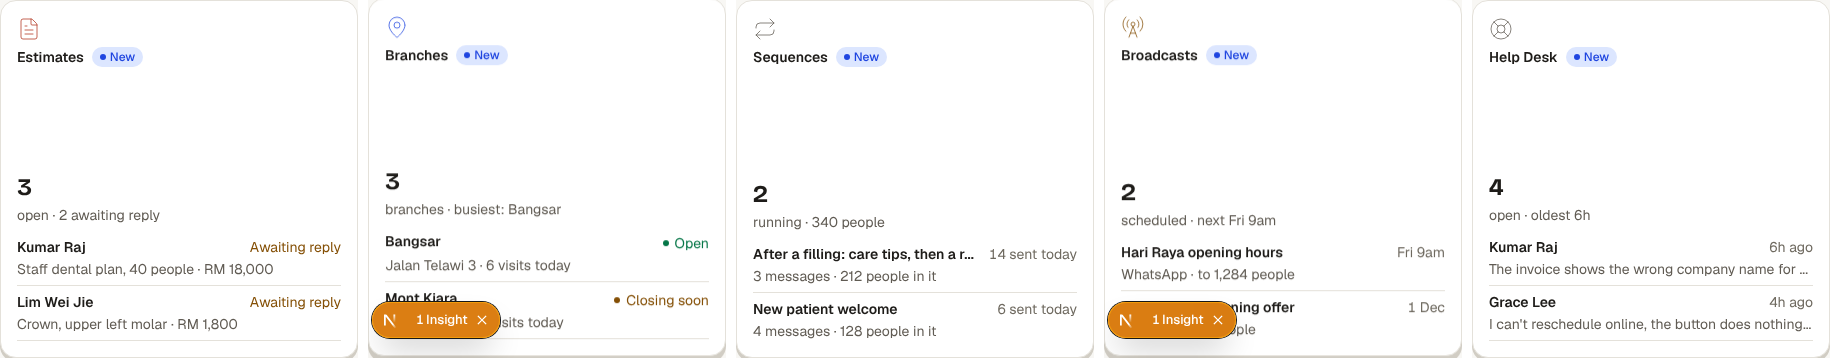 Estimates New
3
open · 2 awaiting reply
Kumar Raj Awaiting reply
Staff dental plan, 40 people · RM 18,000
Lim Wei Jie Awaiting reply
Crown, upper left molar · RM 1,800
Branches New
3
branches · busiest: Bangsar
Bangsar Open
Jalan Telawi 3 · 6 visits today
Mont Kiara Closing soon
visits today
1 Insight
Sequences New
2
running · 340 people
After a filling: care tips, then a r... 14 sent today
3 messages · 212 people in it
New patient welcome 6 sent today
4 messages · 128 people in it
Broadcasts New
2
scheduled · next Fri 9am
Hari Raya opening hours Fri 9am
WhatsApp · to 1,284 people
offer 1 Dec
1 Insight
Help Desk New
4
open · oldest 6h
Kumar Raj 6h ago
The invoice shows the wrong company name for ...
Grace Lee 4h ago
I can't reschedule online, the button does nothing...